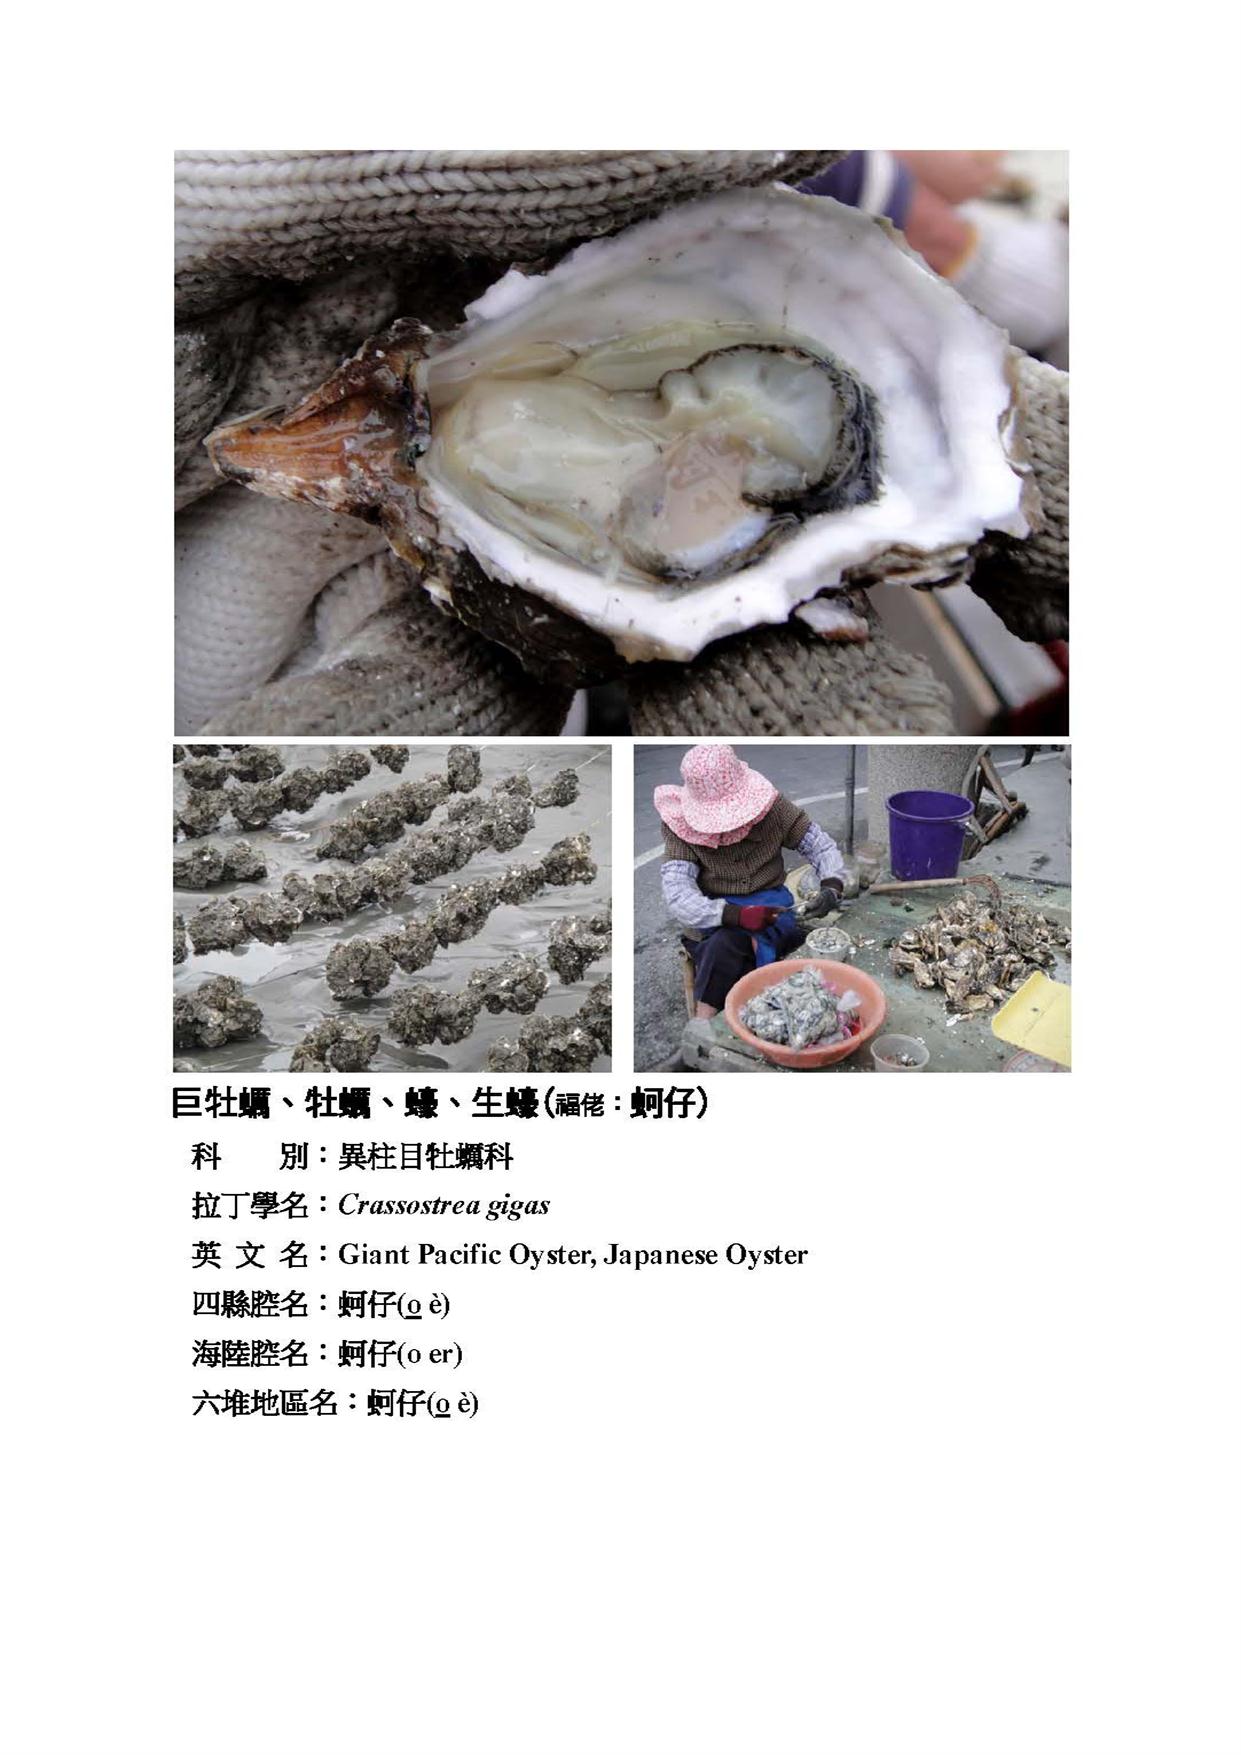 巨牡蠣、牡蠣、蠔、生蠔(福佬：蚵仔)
科　　別：異柱目牡蠣科
拉丁學名：Crassostrea gigas
英 文 名：Giant Pacific Oyster, Japanese Oyster
四縣腔名：蚵仔(o è)
海陸腔名：蚵仔(o er)
六堆地區名：蚵仔(o è)